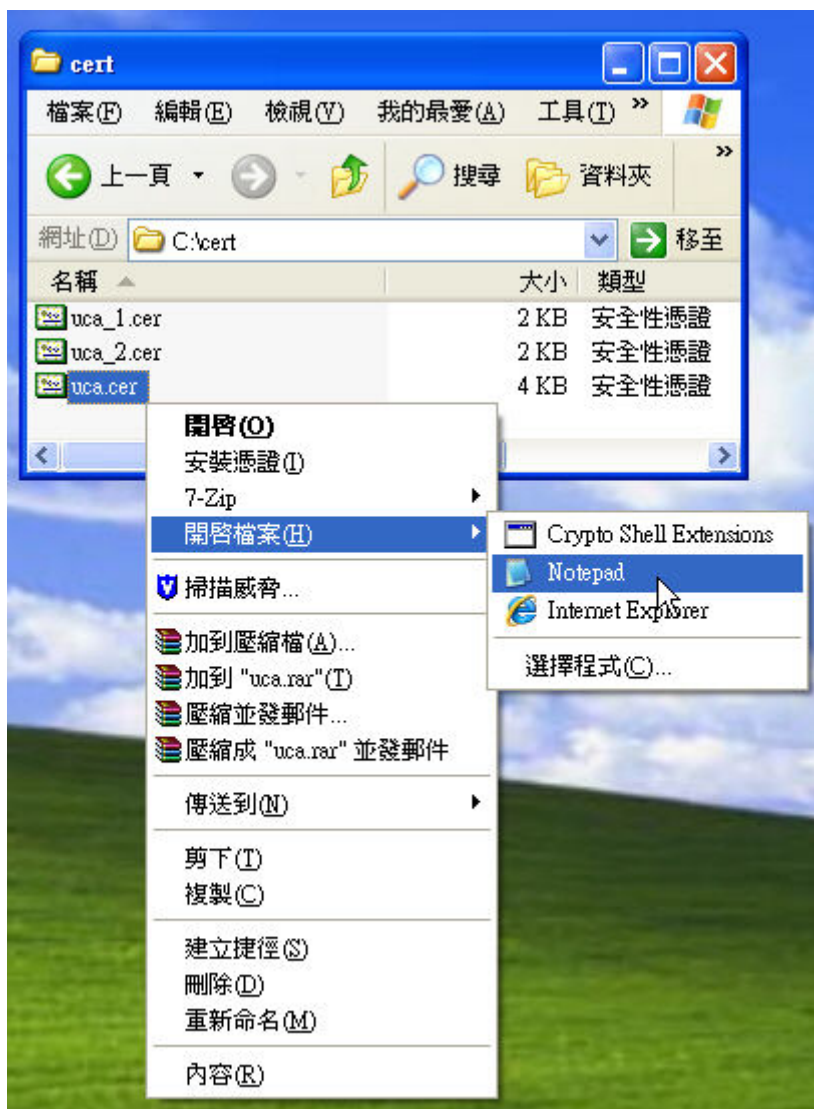 cert
檔案(F) 編輯(E) 檢視(V) 我的最愛(A) 工具(T) »
上一頁 搜尋 資料夾 »
網址(D) C:\cert 移至
名稱 大小 類型
uca_1.cer 2 KB 安全性憑證
uca_2.cer 2 KB 安全性憑證
uca.cer 4 KB 安全性憑證
開啓(O)
安裝憑證(I)
7-Zip
開啓檔案(H)
Crypto Shell Extensions
Notepad
Internet Explorer
選擇程式(C)...
掃描威脅...
加到壓縮檔(A)...
加到 "uca.rar"(T)
壓縮並發郵件...
壓縮成 "uca.rar" 並發郵件
傳送到(N)
剪下(T)
複製(C)
建立捷徑(S)
刪除(D)
重新命名(M)
內容(R)